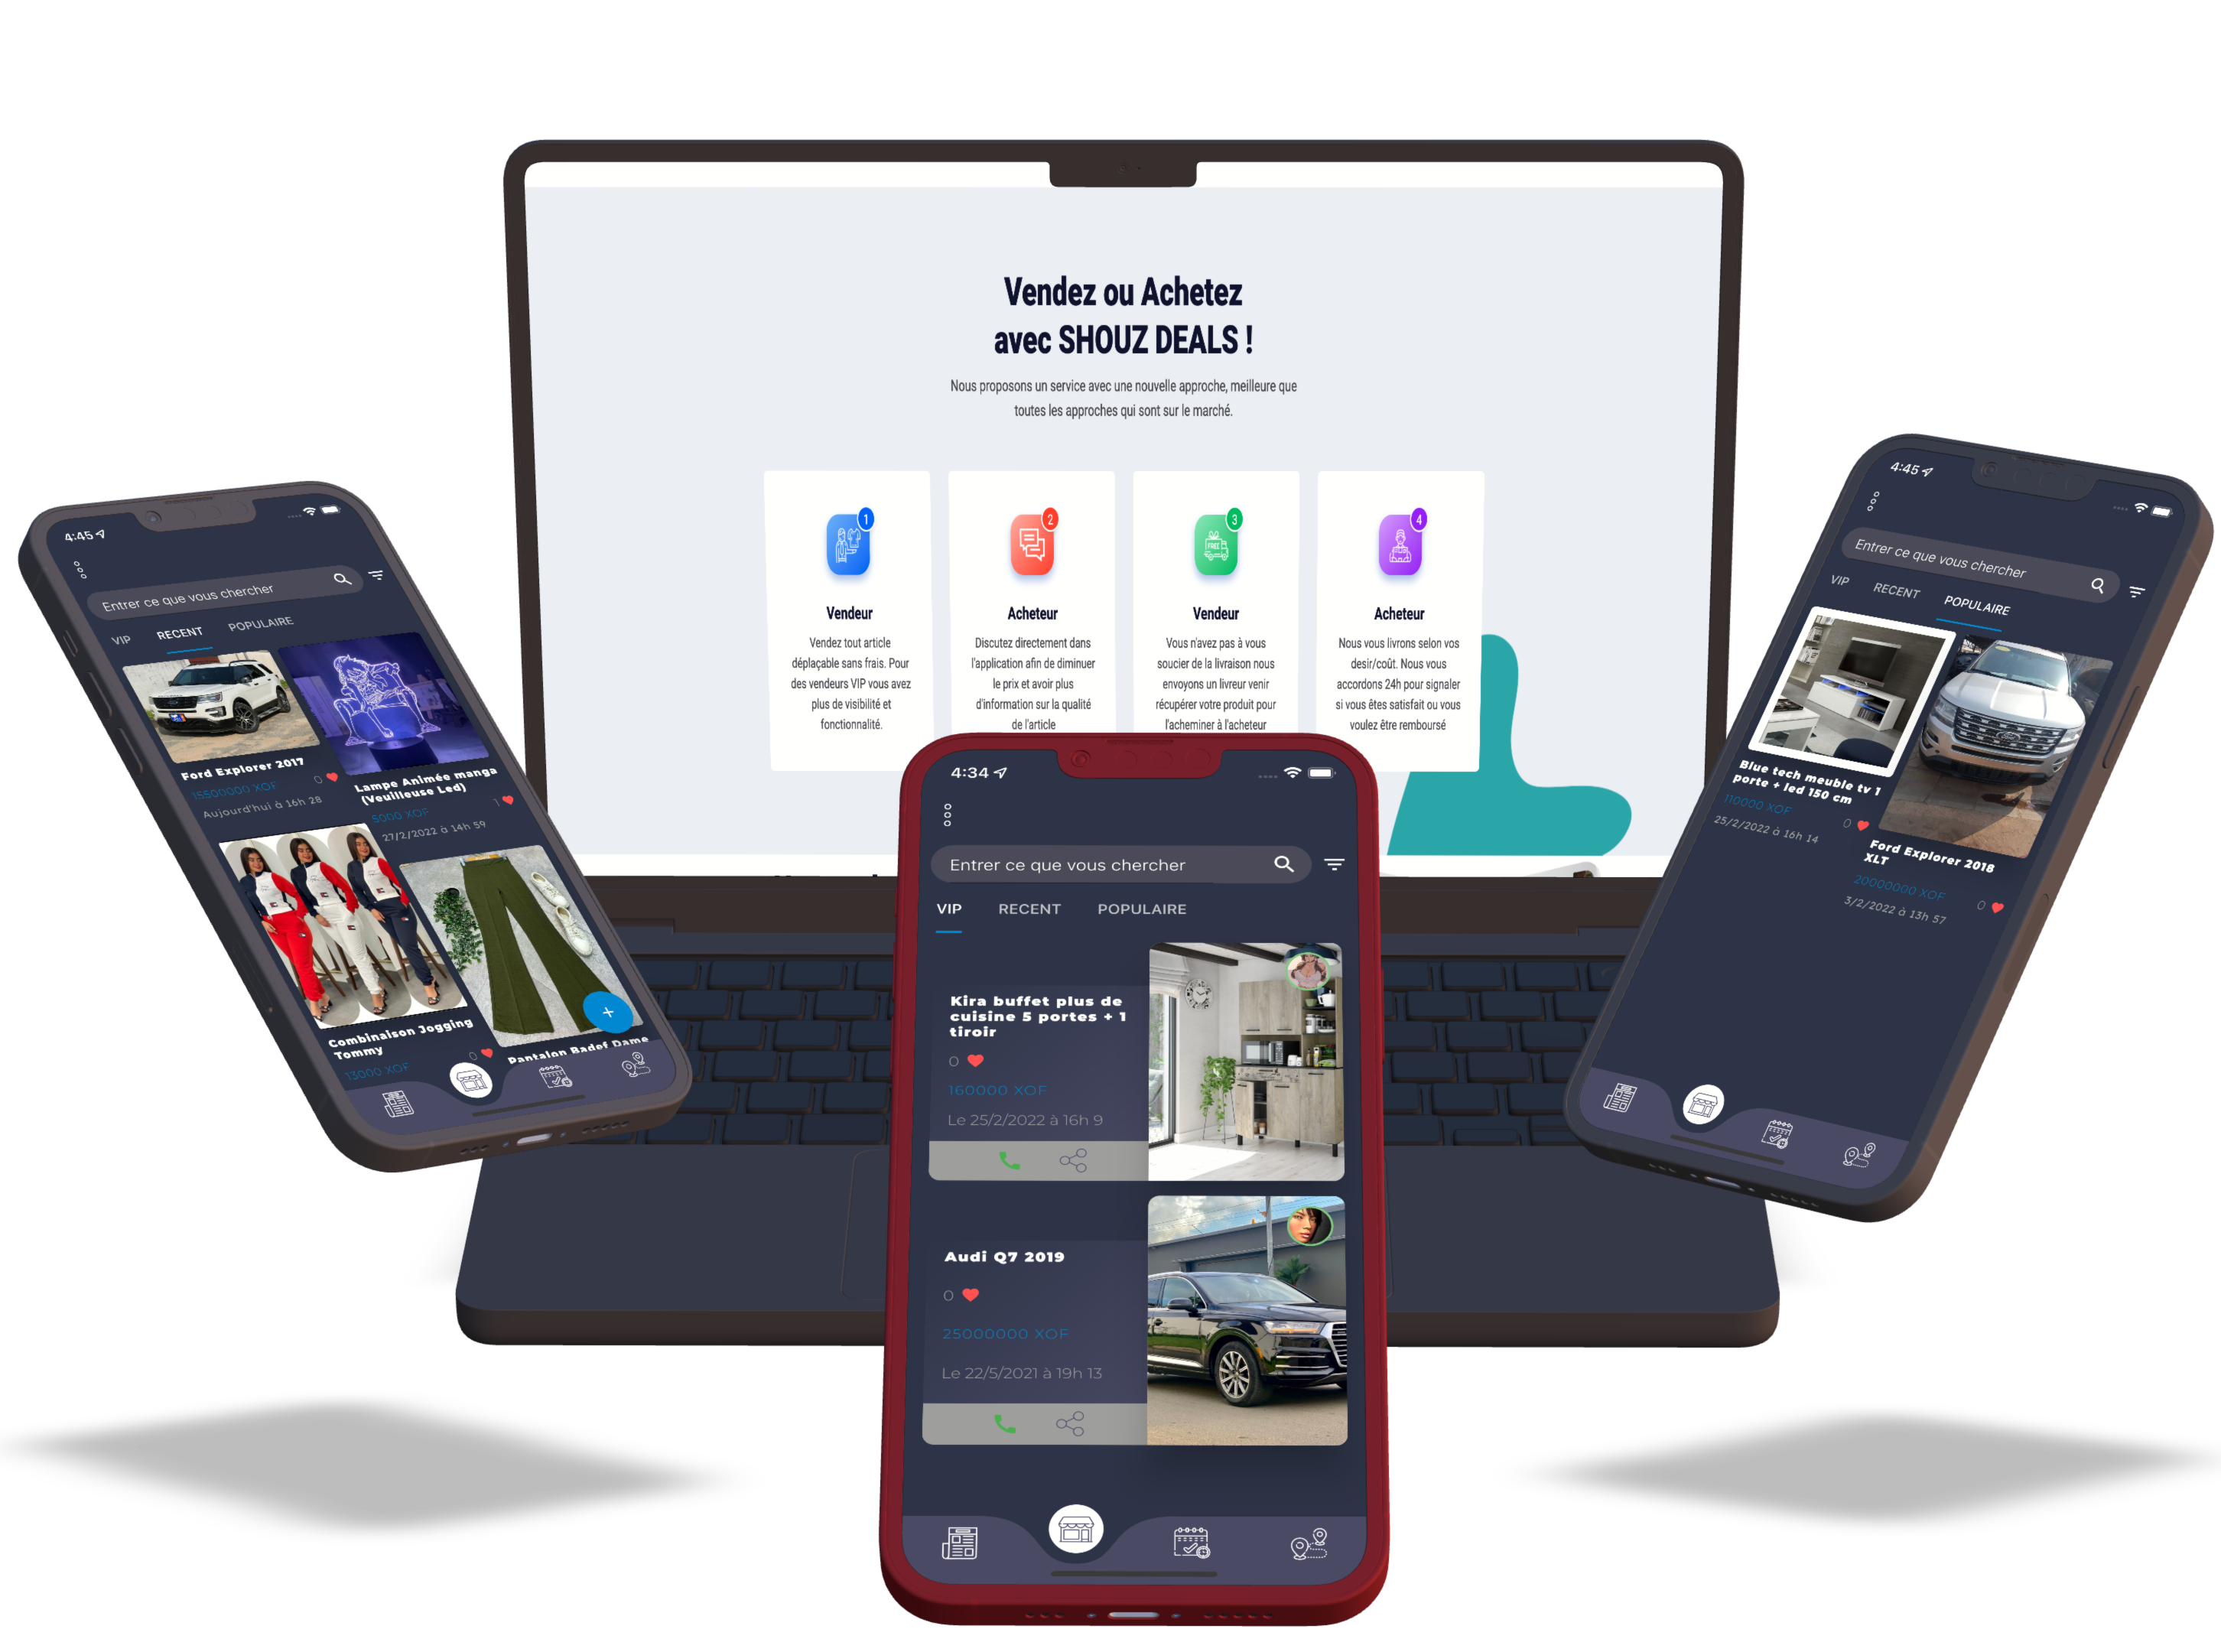 Vendez ou Achetez
avec SHOUZ DEALS !
Nous proposons un service avec une nouvelle approche, meilleure que
toutes les approches qui sont sur le marché.
1
Vendeur
Vendez tout article
déplaçable sans frais. Pour
des vendeurs VIP vous avez
plus de visibilité et
fonctionnalité.
2
Acheteur
Discutez directement dans
l'application afin de diminuer
le prix et avoir plus
d'information sur la qualité
de l'article
3
FREE
Vendeur
Vous n'avez pas à vous
soucier de la livraison nous
envoyons un livreur venir
récupérer votre produit pour
l'acheminer à l'acheteur
4
Acheteur
Nous vous livrons selon vos
desir/coût. Nous vous
accordons 24h pour signaler
si vous êtes satisfait ou vous
voulez être remboursé
4:45
Entrer ce que vous chercher
VIP RECENT POPULAIRE
Ford Explorer 2017
15500000 XOF
0
Aujourd'hui à 16h 28
Lampe Animée manga
(Veuilleuse Led)
5000 XOF
1
27/2/2022 à 14h 59
Combinaison Jogging
Tommy
13000 XOF
0
Pantalon Badef Dame
+
4:34
Entrer ce que vous chercher
VIP RECENT POPULAIRE
Kira buffet plus de
cuisine 5 portes + 1
tiroir
0
160000 XOF
Le 25/2/2022 à 16h 9
Audi Q7 2019
0
25000000 XOF
Le 22/5/2021 à 19h 13
4:45
Entrer ce que vous chercher
VIP RECENT POPULAIRE
Blue tech meuble tv 1
porte + led 150 cm
110000 XOF
0
25/2/2022 à 16h 14
Ford Explorer 2018
XLT
20000000 XOF
0
3/2/2022 à 13h 57